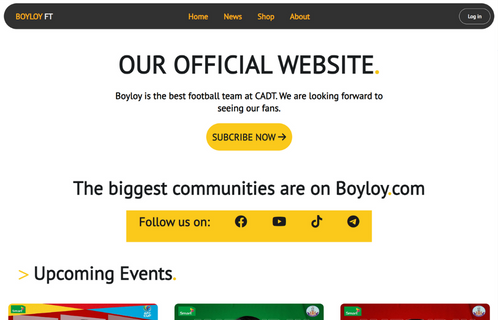 BOYLOY FT
Home News Shop About
Log in
OUR OFFICIAL WEBSITE.
Boyloy is the best football team at CADT. We are looking forward to
seeing our fans.
SUBCRIBE NOW →
The biggest communities are on Boyloy.com
Follow us on:
> Upcoming Events.